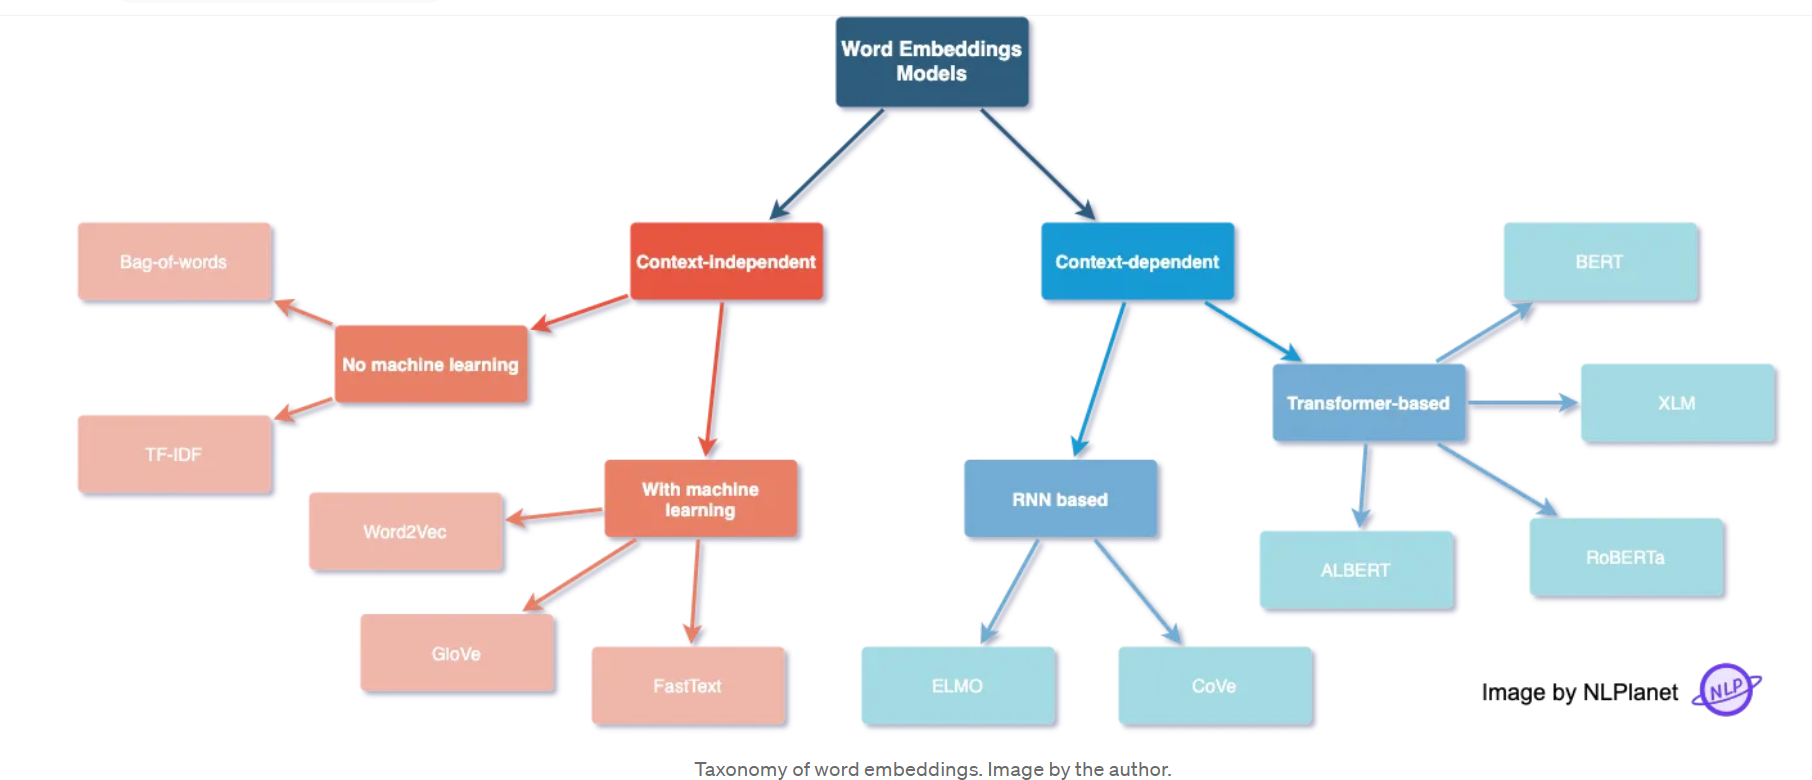 Word Embeddings
Models
Context-independent
Context-dependent
Bag-of-words
No machine learning
TF-IDF
With machine
learning
Word2Vec
GloVe
FastText
RNN based
ELMO
CoVe
Transformer-based
BERT
XLM
RoBERTa
ALBERT
Image by NLPlanet
NLP
Taxonomy of word embeddings. Image by the author.